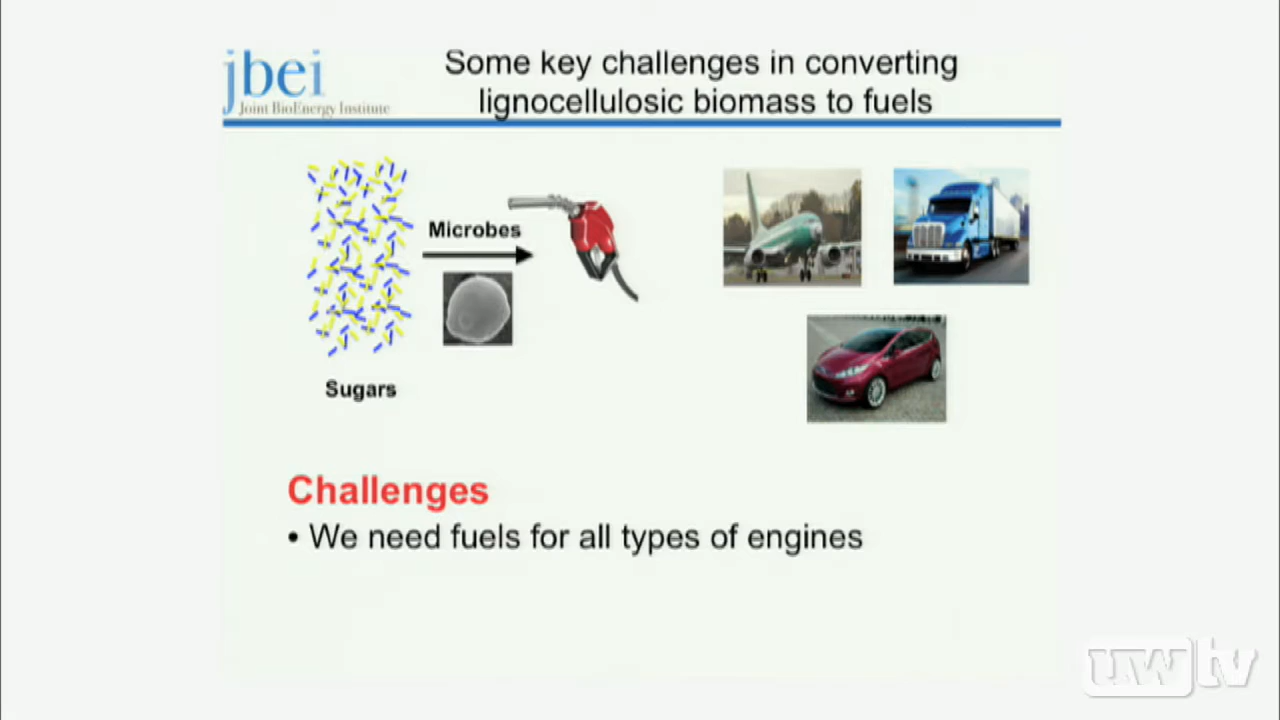 jbei
Joint BioEnergy Institute
Some key challenges in converting
lignocellulosic biomass to fuels
Microbes
Sugars
Challenges
• We need fuels for all types of engines
uwtv